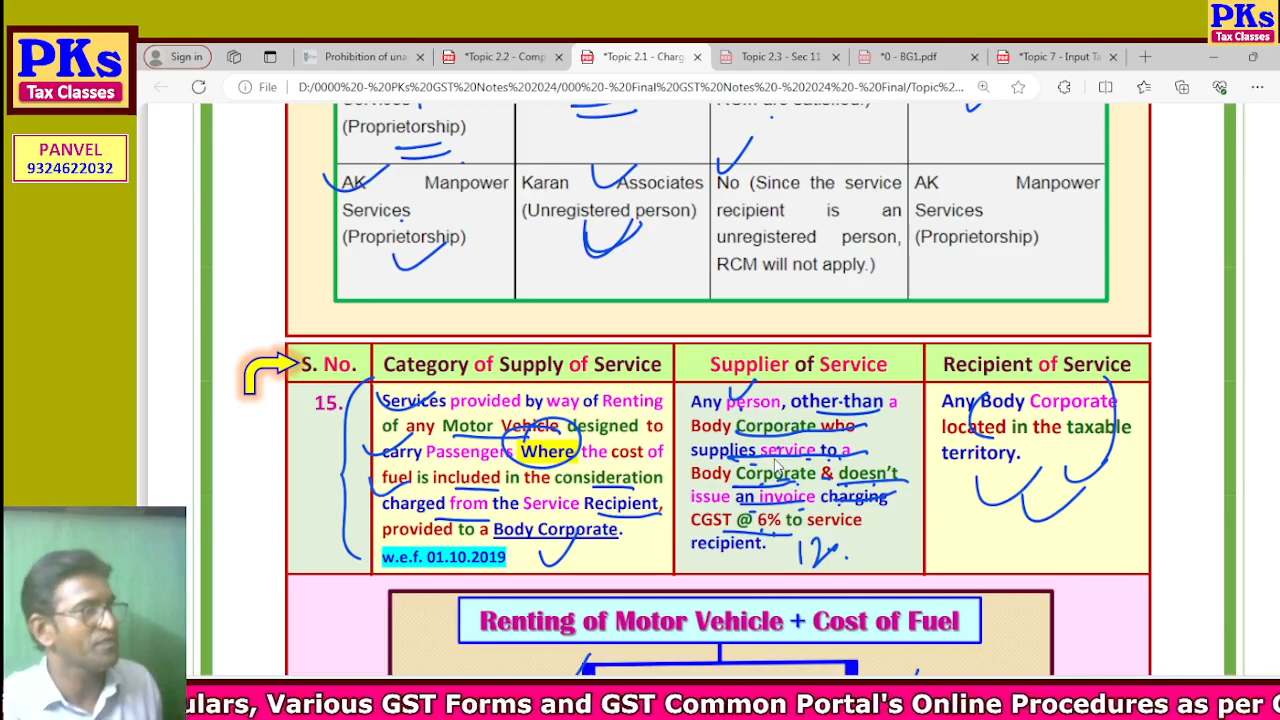 PKs
Tax Classes
PKs
Tax Classes
PANVEL
9324622032
Sign in
Prohibition of una
*Topic 2.2 - Comp
*Topic 2.1 - Charg
Topic 2.3 - Sec 11
*0 - BG1.pdf
*Topic 7 - Input Ta
File
D:/0000%20-%20PKs%20GST%20Notes%202024/000%20-%20Final%20GST%20Notes%20%202024%20-%20Final/Topic%2...
Services
(Proprietorship)
RCM are satisfied.)
AK Manpower
Services
(Proprietorship)
Karan Associates
(Unregistered person)
No (Since the service
recipient is an
unregistered person,
RCM will not apply.)
AK Manpower
Services
(Proprietorship)
S. No.
Category of Supply of Service
Supplier of Service
Recipient of Service
15.
Services provided by way of Renting
of any Motor Vehicle designed to
carry Passengers Where the cost of
fuel is included in the consideration
charged from the Service Recipient,
provided to a Body Corporate.
w.e.f. 01.10.2019
Any person, other than a
Body Corporate who
supplies service to a
Body Corporate & doesn't
issue an invoice charging
CGST @ 6% to service
recipient.
12%.
Any Body Corporate
located in the taxable
territory.
Renting of Motor Vehicle + Cost of Fuel
ulars, Various GST Forms and GST Common Portal's Online Procedures as per